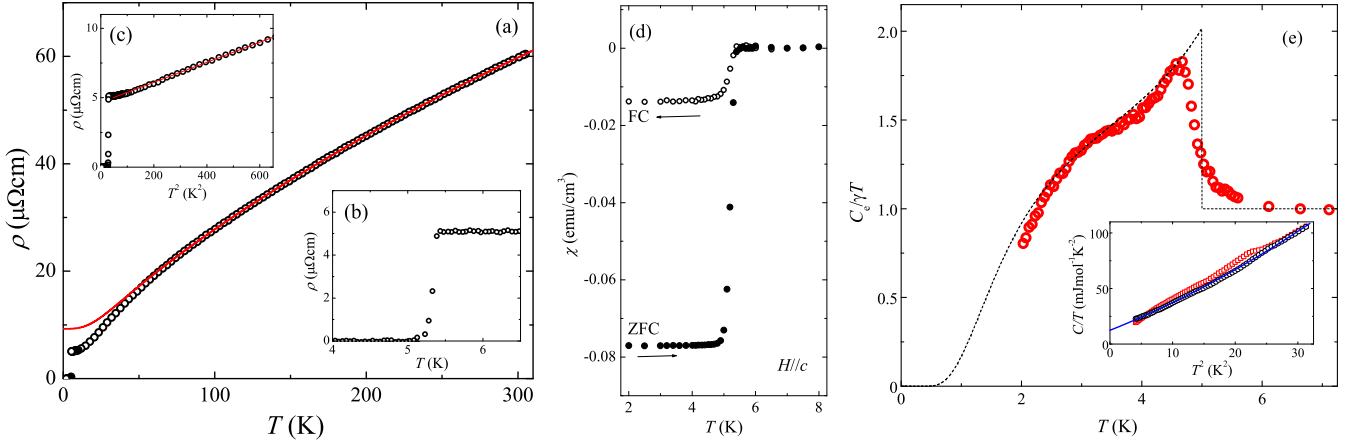 (a)
ρ (μΩcm)
60
40
20
0
0
100
200
300
T (K)
(c)
ρ (μΩcm)
10
5
0
0
200
400
600
T² (K²)
(b)
ρ (μΩcm)
6
4
2
0
4
5
6
T (K)
(d)
χ (emu/cm³)
0
-0.02
-0.04
-0.06
-0.08
FC
ZFC
H//c
2
4
6
8
T (K)
(e)
Cₑ/γT
2.0
1.5
1.0
0.5
0.0
0
2
4
6
T (K)
C/T (mJmol⁻¹K⁻²)
100
50
0
0
10
20
30
T² (K²)